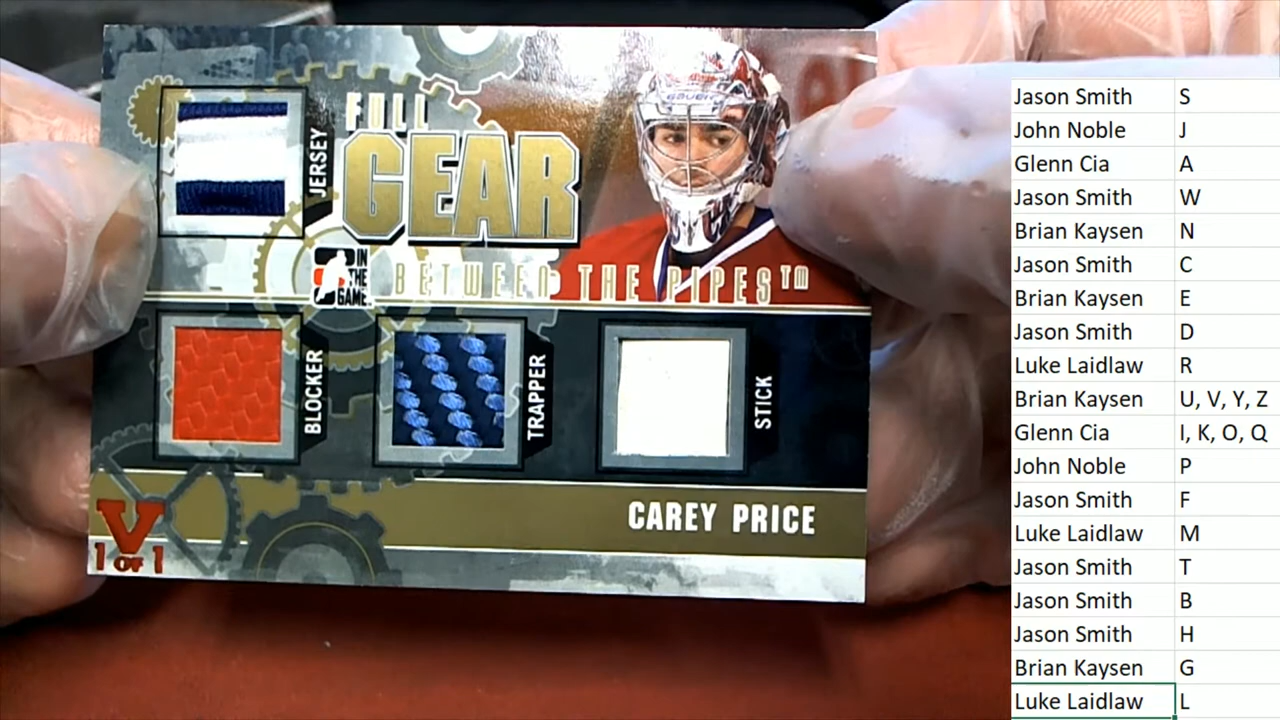 FULL
GEAR
JERSEY
IN
THE
GAME
BETWEEN THE PIPES™
BLOCKER
TRAPPER
STICK
CAREY PRICE
V
1 OF 1
Jason Smith S
John Noble J
Glenn Cia A
Jason Smith W
Brian Kaysen N
Jason Smith C
Brian Kaysen E
Jason Smith D
Luke Laidlaw R
Brian Kaysen U, V, Y, Z
Glenn Cia I, K, O, Q
John Noble P
Jason Smith F
Luke Laidlaw M
Jason Smith T
Jason Smith B
Jason Smith H
Brian Kaysen G
Luke Laidlaw L